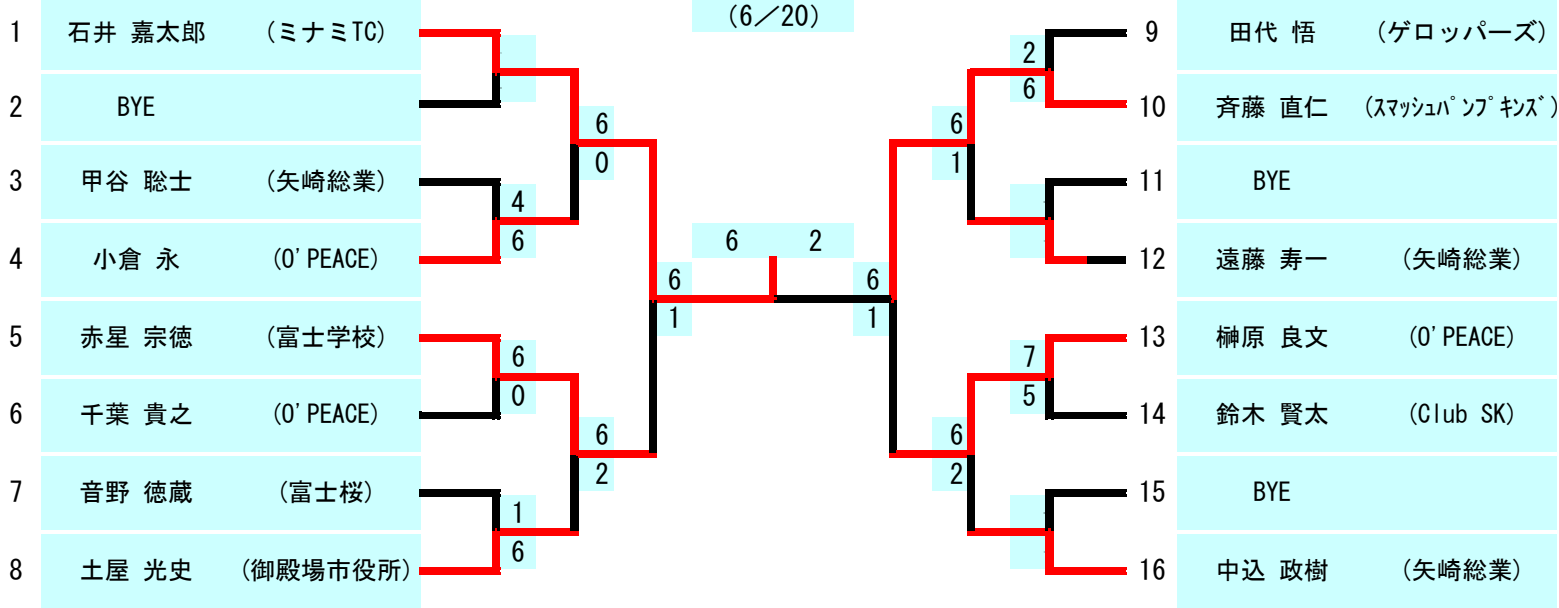 (6／20)
1 石井 嘉太郎 (ミナミTC)
2 BYE
3 甲谷 聡士 (矢崎総業)
4 小倉 永 (O'PEACE)
5 赤星 宗徳 (富士学校)
6 千葉 貴之 (O'PEACE)
7 音野 徳蔵 (富士桜)
8 土屋 光史 (御殿場市役所)
4
6
6
0
1
6
6
0
6
2
6
1
6 2
6
1
6
1
6
2
2
6
7
5
9 田代 悟 (ゲロッパーズ)
10 斉藤 直仁 (ｽﾏｯｼｭﾊﾟﾝﾌﾟｷﾝｽﾞ)
11 BYE
12 遠藤 寿一 (矢崎総業)
13 榊原 良文 (O'PEACE)
14 鈴木 賢太 (Club SK)
15 BYE
16 中込 政樹 (矢崎総業)